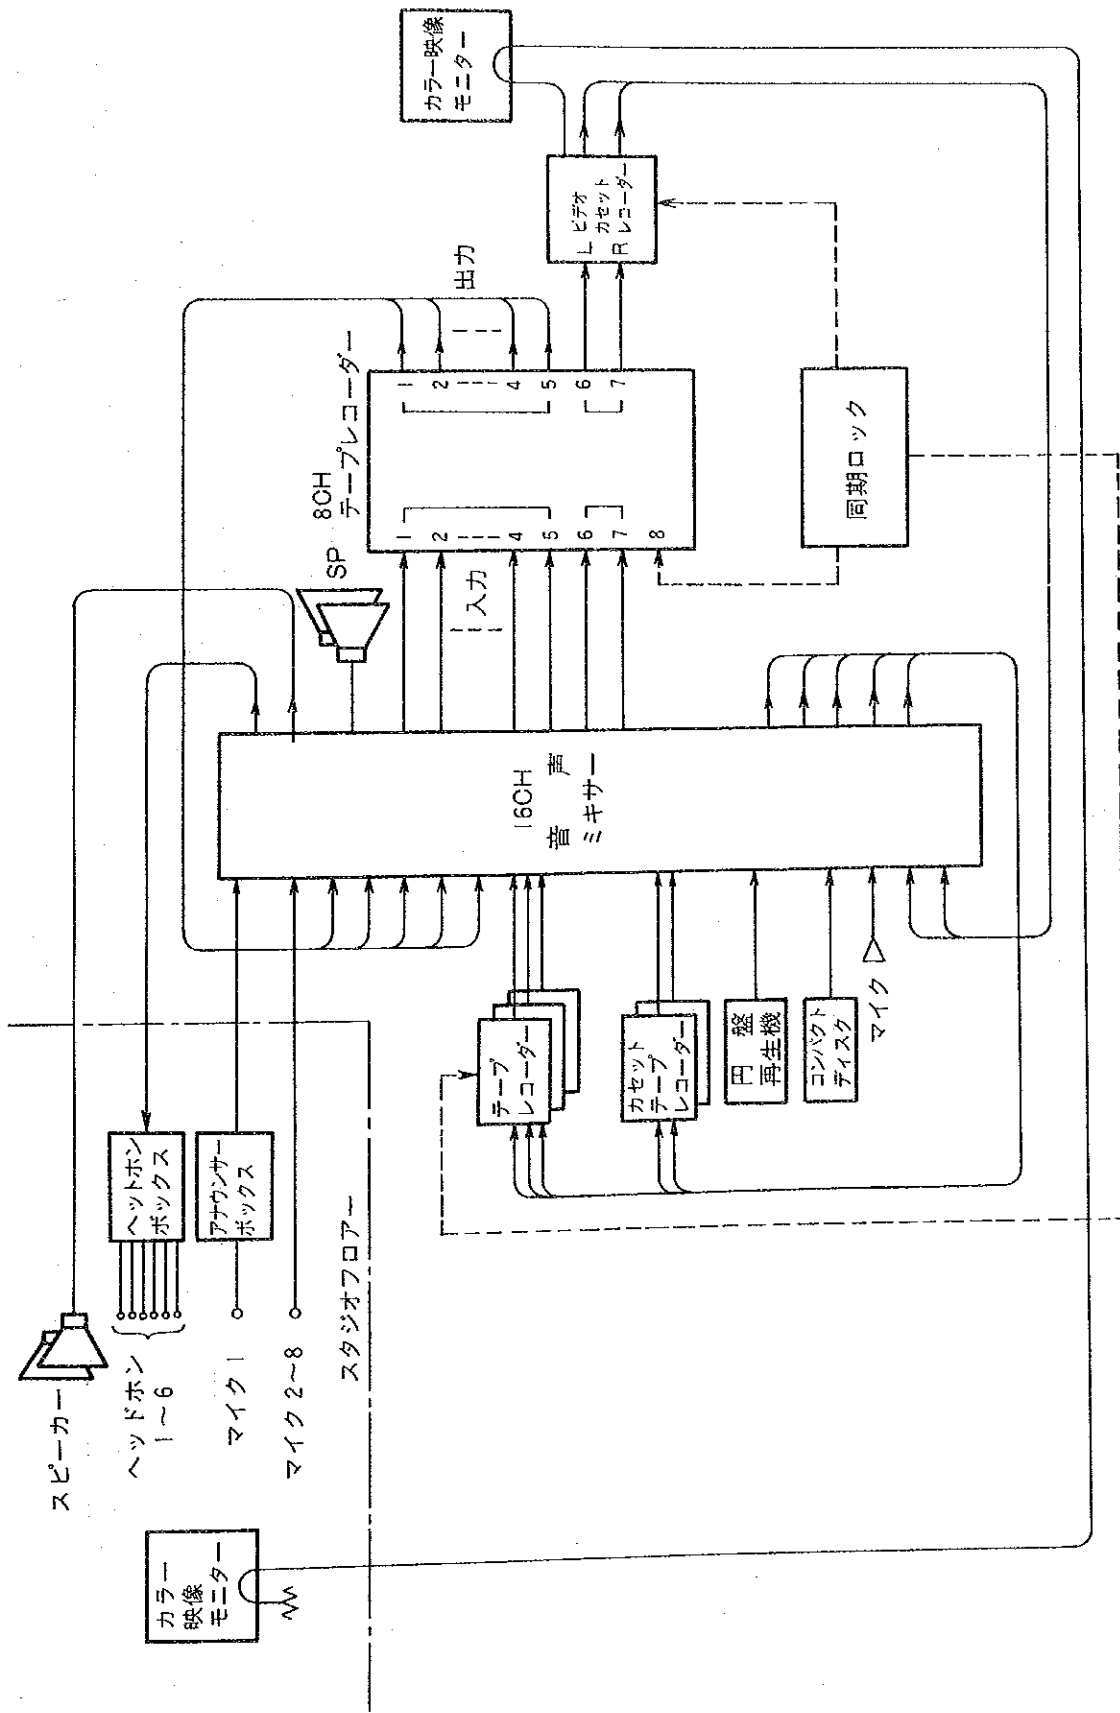 スピーカー
ヘッドホン
1～6
マイク1
マイク2～8
スタジオフロアー
カラー
映像
モニター
ヘットホン
ボックス
アナウンサー
ボックス
テープ
レコーダー
カセット
テープ
レコーダー
円盤
再生機
コンパクト
ディスク
マイク
16CH
音声
ミキサー
SP
8CH
テープレコーダー
入力
1
2
4
5
6
7
8
出力
1
2
4
5
6
7
同期ロック
L ビデオ
カセット
R レコーダー
カラー映像
モニター